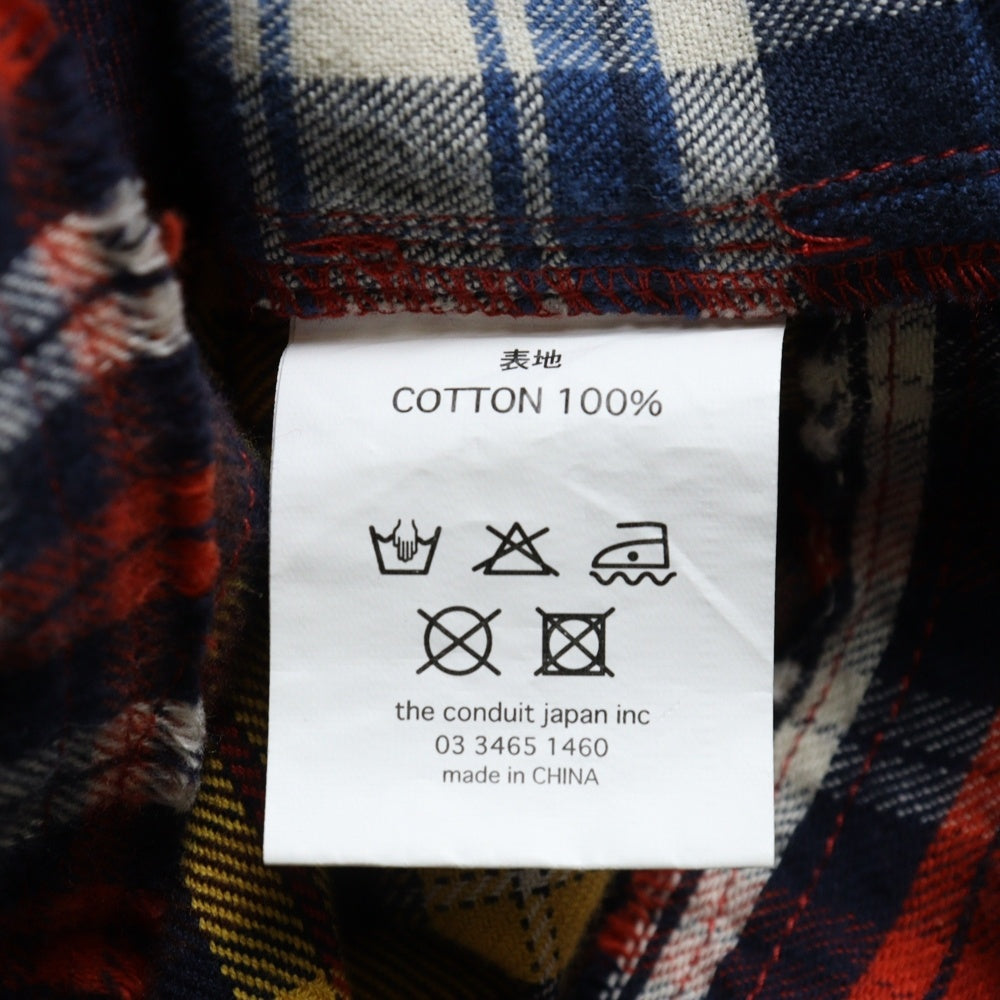 表地
COTTON 100%
the conduit japan inc
03 3465 1460
made in CHINA